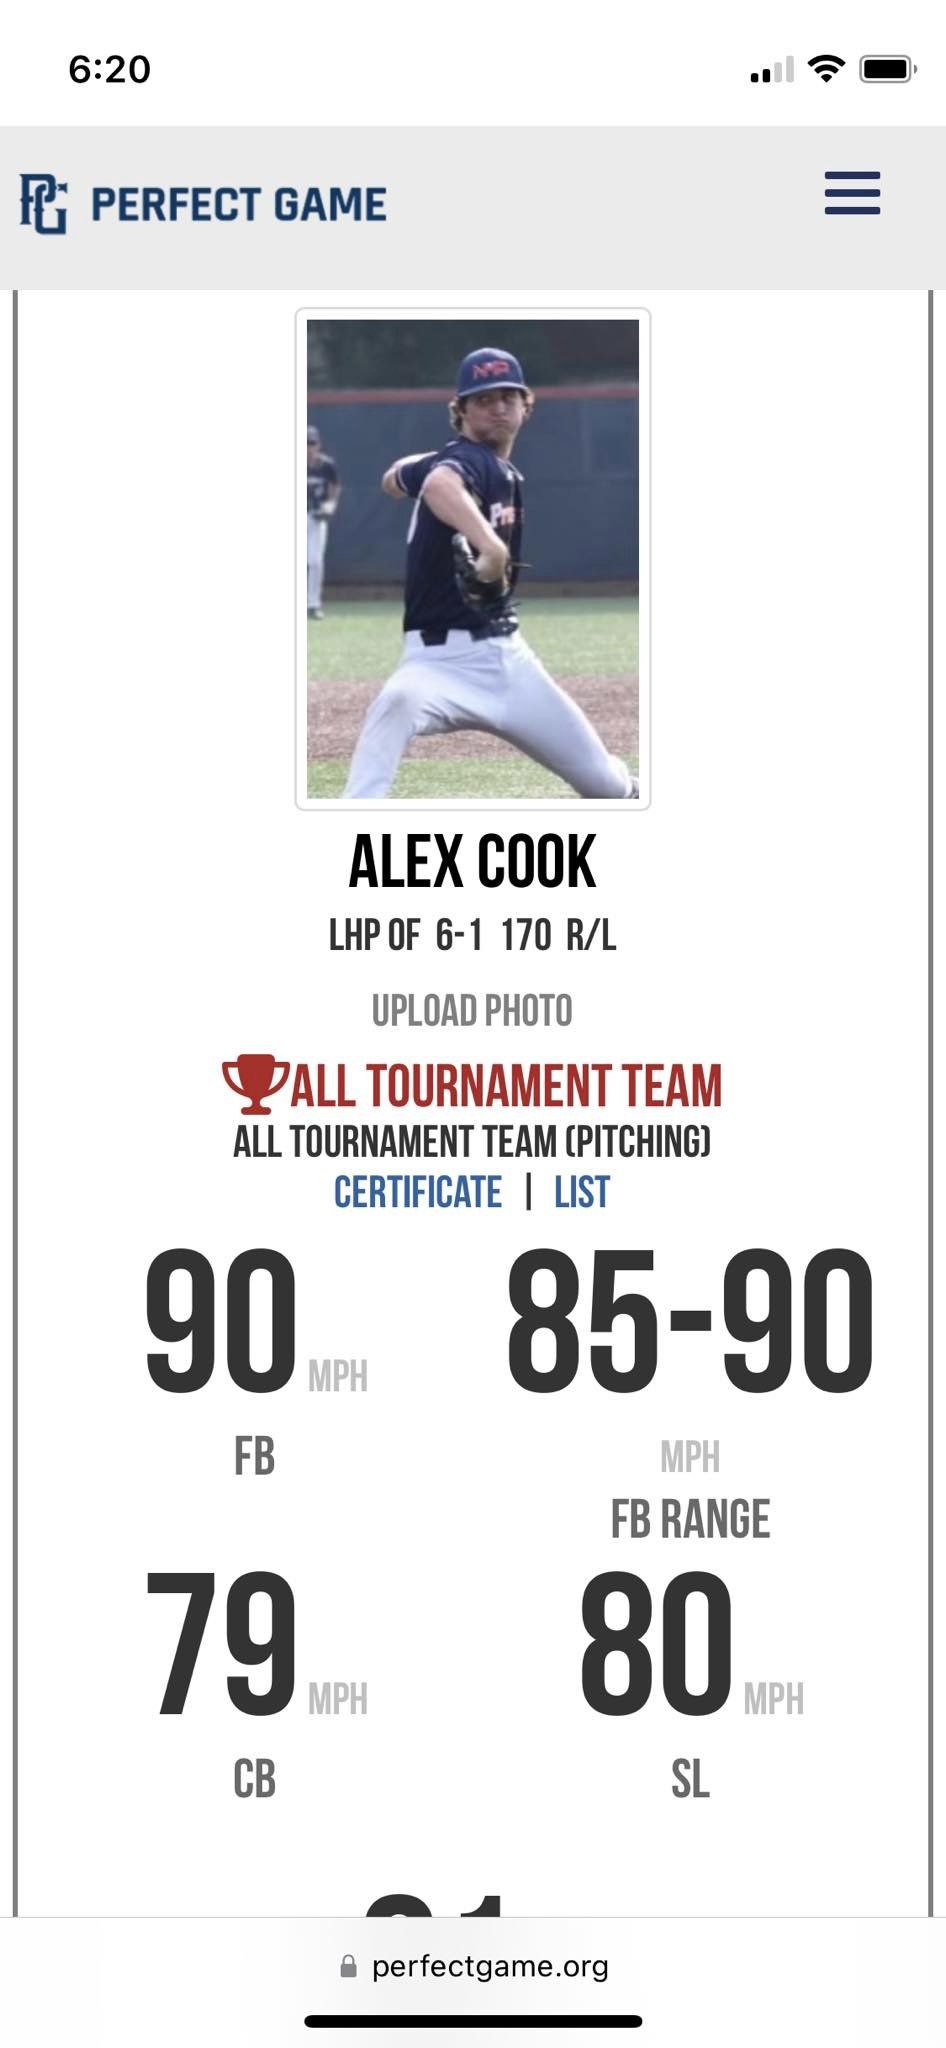 6:20
PG PERFECT GAME
ALEX COOK
LHP OF 6-1 170 R/L
UPLOAD PHOTO
ALL TOURNAMENT TEAM
ALL TOURNAMENT TEAM (PITCHING)
CERTIFICATE | LIST
90 MPH
FB
85-90
MPH
FB RANGE
79 MPH
CB
80 MPH
SL
perfectgame.org